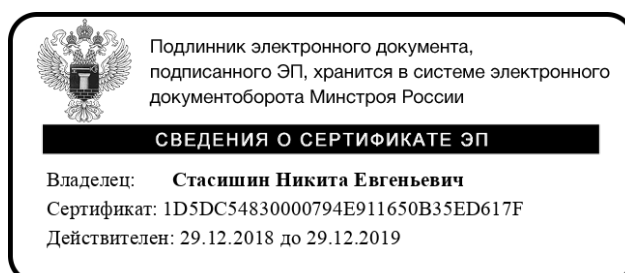 Подлинник электронного документа,
подписанного ЭП, хранится в системе электронного
документоборота Минстроя России
СВЕДЕНИЯ О СЕРТИФИКАТЕ ЭП
Владелец: Стасишин Никита Евгеньевич
Сертификат: 1D5DC54830000794E911650B35ED617F
Действителен: 29.12.2018 до 29.12.2019